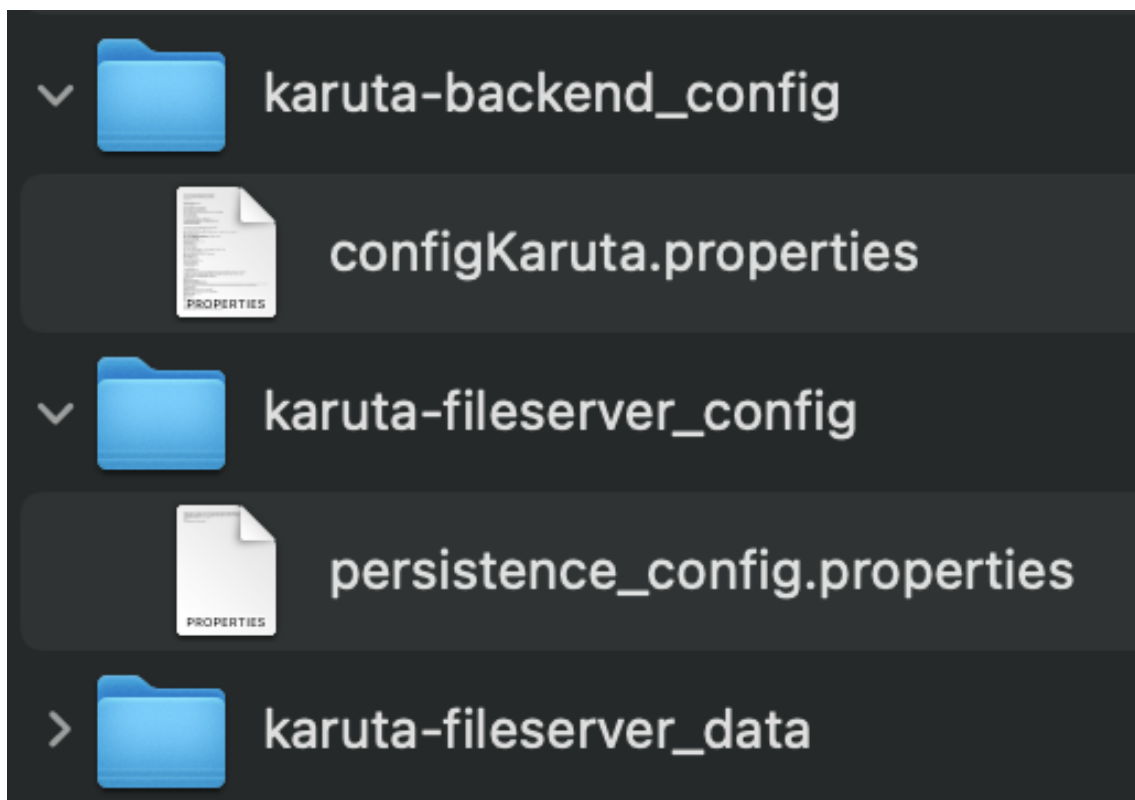 karuta-backend_config
configKaruta.properties
PROPERTIES
karuta-fileserver_config
persistence_config.properties
PROPERTIES
karuta-fileserver_data